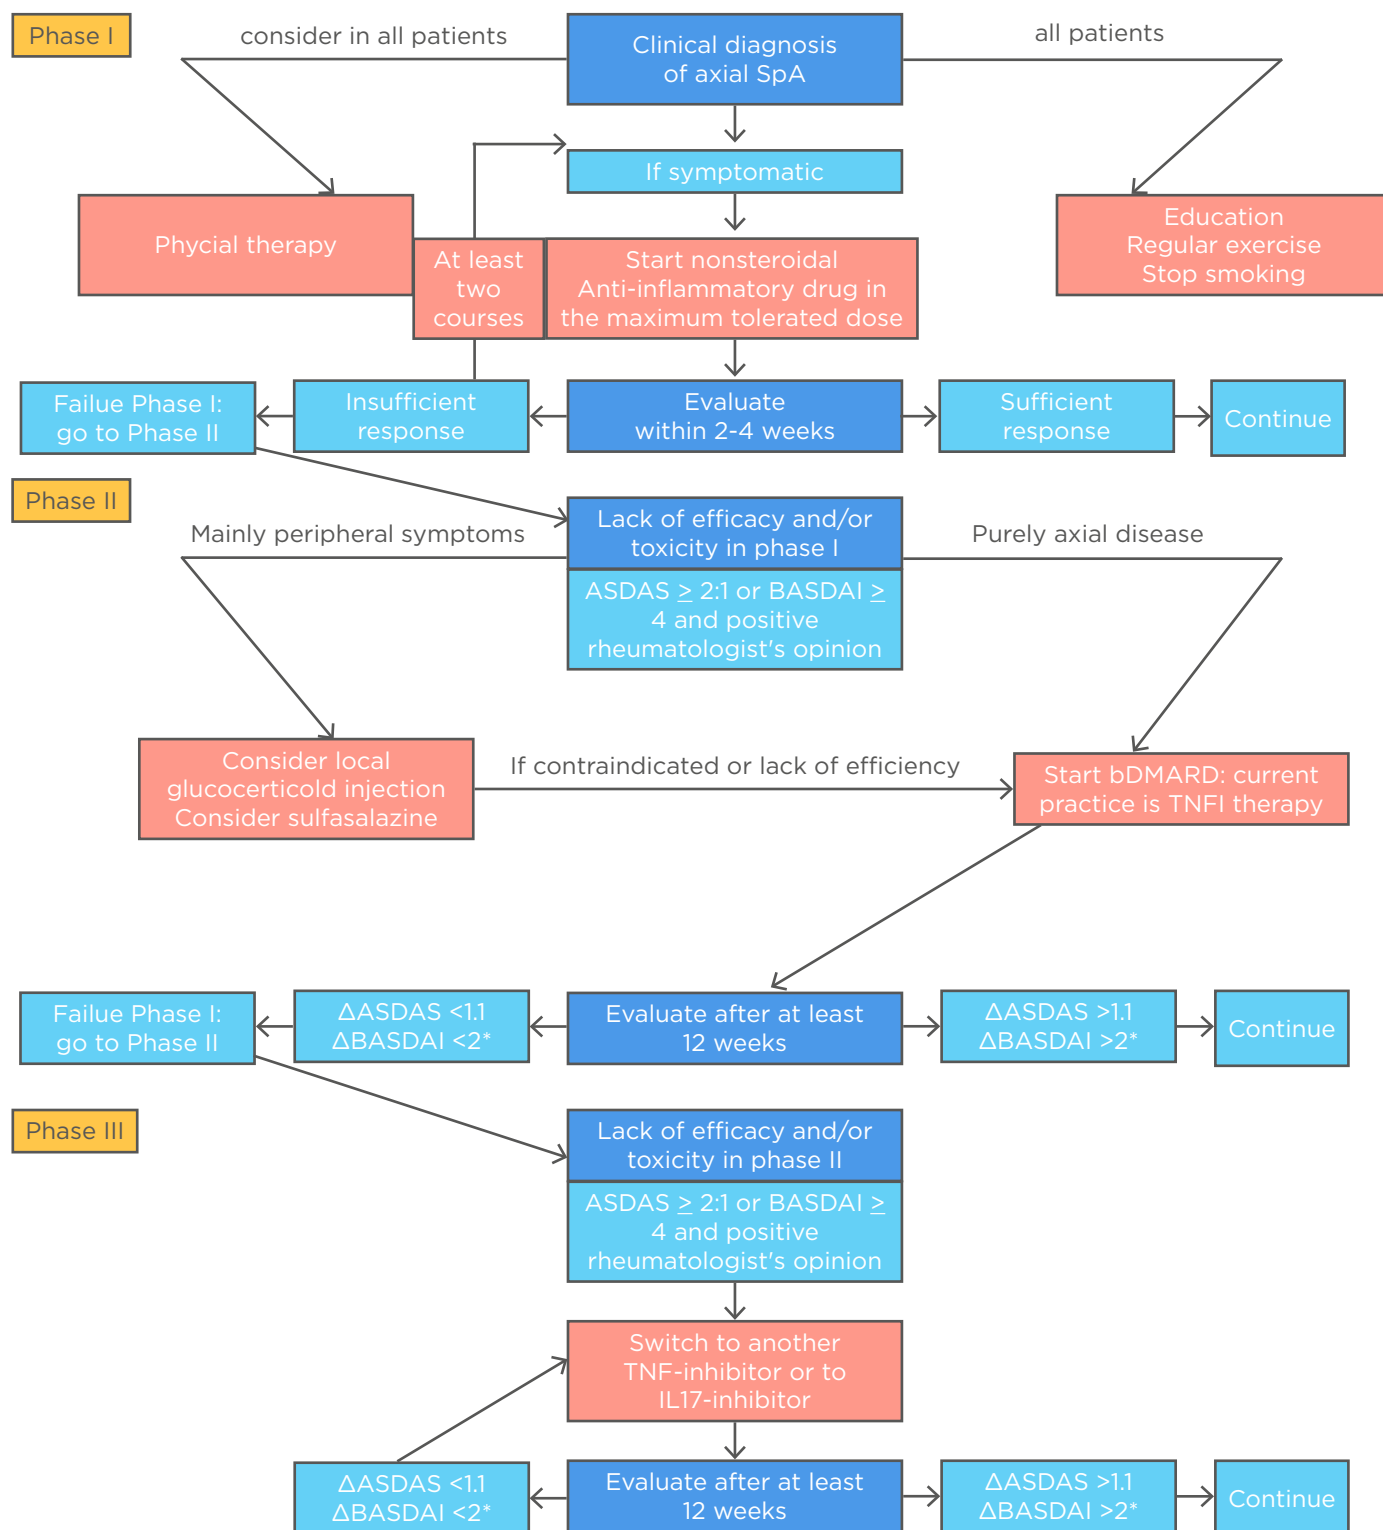 Phase I
consider in all patients
Clinical diagnosis
of axial SpA
all patients
If symptomatic
Phycial therapy
At least
two
courses
Start nonsteroidal
Anti-inflammatory drug in
the maximum tolerated dose
Education
Regular exercise
Stop smoking
Failue Phase I:
go to Phase II
Insufficient
response
Evaluate
within 2-4 weeks
Sufficient
response
Continue
Phase II
Mainly peripheral symptoms
Lack of efficacy and/or
toxicity in phase I
Purely axial disease
ASDAS ≥ 2:1 or BASDAI ≥
4 and positive
rheumatologist's opinion
Consider local
glucocerticold injection
Consider sulfasalazine
If contraindicated or lack of efficiency
Start bDMARD: current
practice is TNFI therapy
Failue Phase I:
go to Phase II
ΔASDAS <1.1
ΔBASDAI <2*
Evaluate after at least
12 weeks
ΔASDAS >1.1
ΔBASDAI >2*
Continue
Phase III
Lack of efficacy and/or
toxicity in phase II
ASDAS ≥ 2:1 or BASDAI ≥
4 and positive
rheumatologist's opinion
Switch to another
TNF-inhibitor or to
IL17-inhibitor
ΔASDAS <1.1
ΔBASDAI <2*
Evaluate after at least
12 weeks
ΔASDAS >1.1
ΔBASDAI >2*
Continue